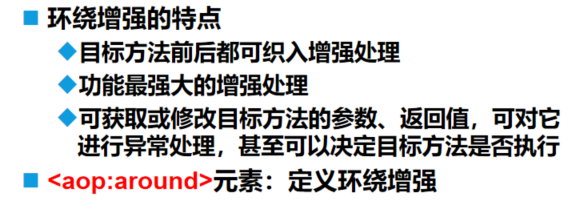 环绕增强的特点
目标方法前后都可织入增强处理
功能最强大的增强处理
可获取或修改目标方法的参数、返回值，可对它
进行异常处理，甚至可以决定目标方法是否执行
<aop:around>元素：定义环绕增强